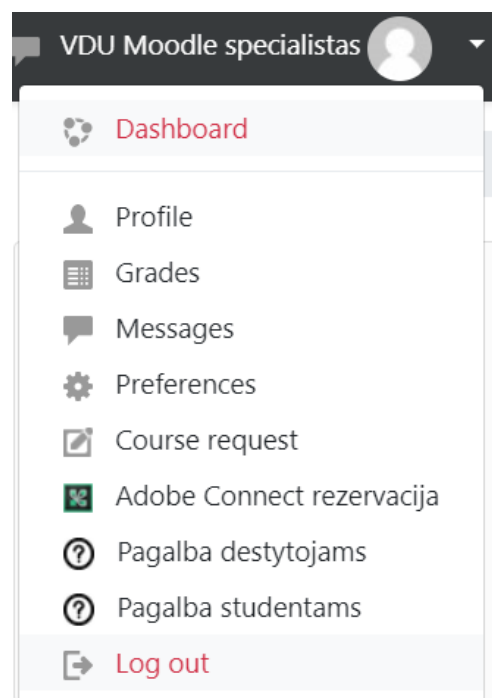 VDU Moodle specialistas
Dashboard
Profile
Grades
Messages
Preferences
Course request
Adobe Connect rezervacija
Pagalba destytojams
Pagalba studentams
Log out